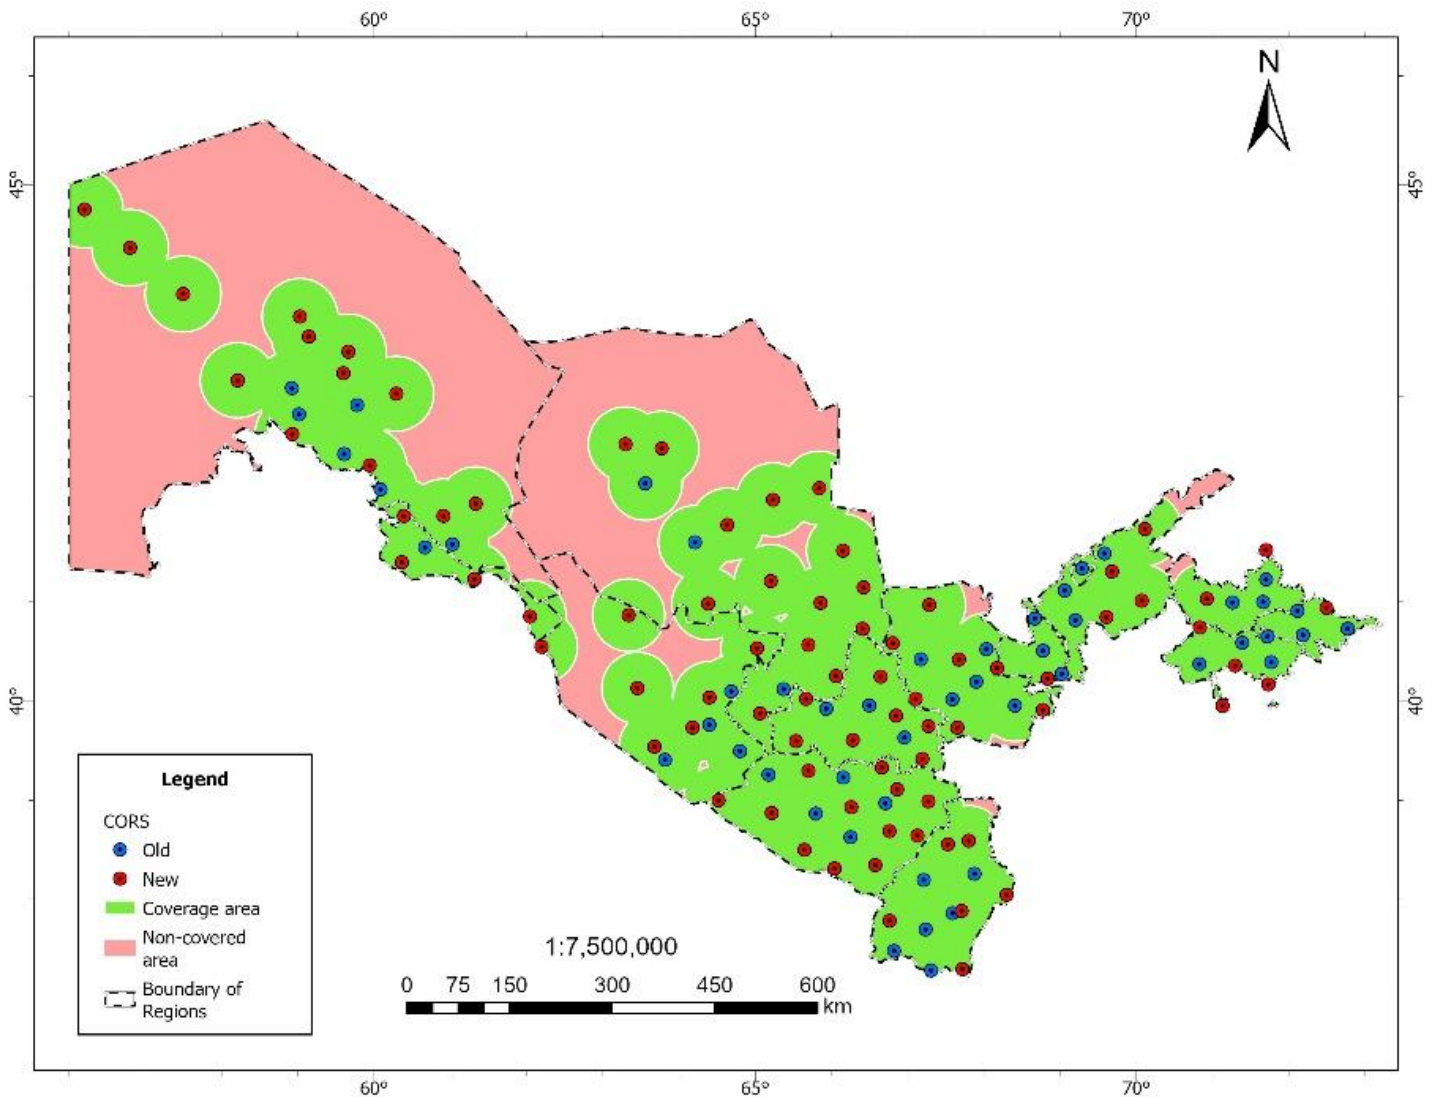 60° 65° 70°
N
45° 45°
40° 40°
Legend
CORS
Old
New
Coverage area
Non-covered
area
Boundary of
Regions
1:7,500,000
0 75 150 300 450 600
km
60° 65° 70°